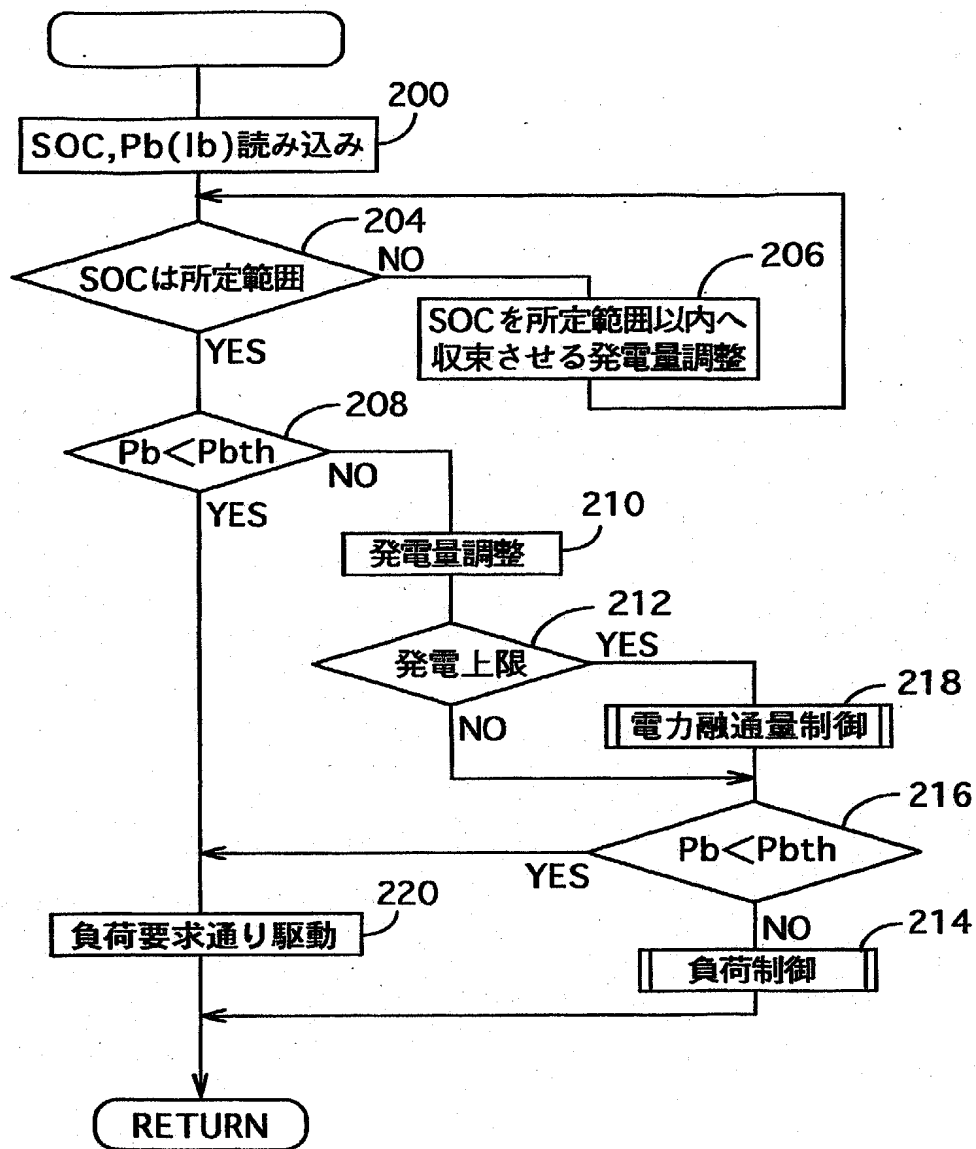 200
SOC,Pb(Ib)読み込み
204
SOCは所定範囲
NO
206
SOCを所定範囲以内へ
収束させる発電量調整
YES
208
Pb<Pbth
NO
YES
210
発電量調整
212
発電上限
YES
218
NO
電力融通量制御
216
Pb<Pbth
YES
220
NO
214
負荷要求通り駆動
負荷制御
RETURN